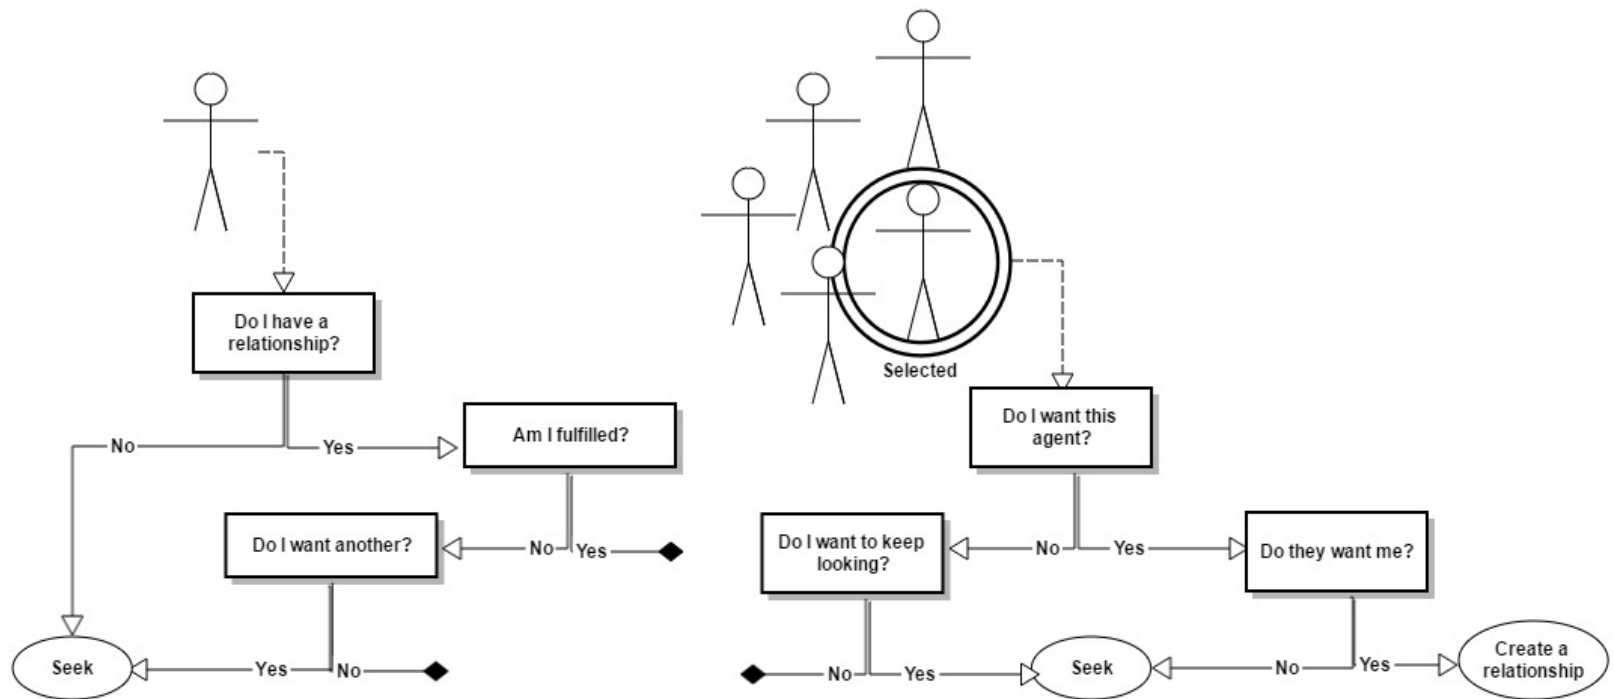 Do I have a
relationship?
No
Yes
Am I fulfilled?
Do I want another?
No
Yes
Seek
Yes
No
Selected
Do I want this
agent?
No
Yes
Do I want to keep
looking?
Do they want me?
No
Yes
Seek
No
Yes
Create a
relationship